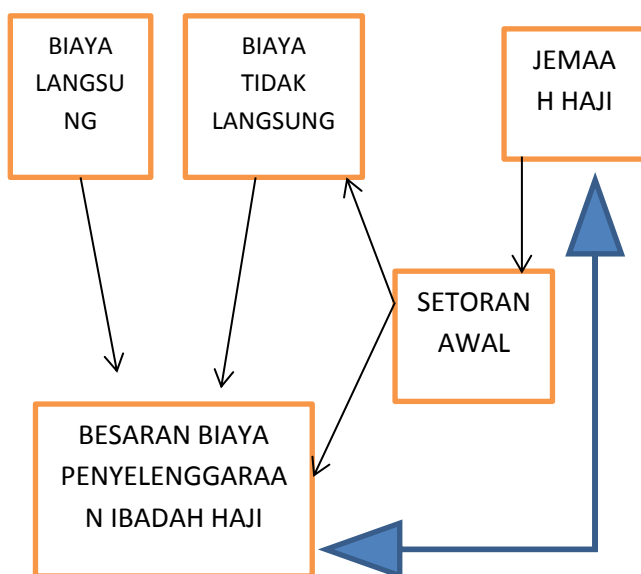 BIAYA
LANGSU
NG
BIAYA
TIDAK
LANGSUNG
JEMAA
H HAJI
SETORAN
AWAL
BESARAN BIAYA
PENYELENGGARAA
N IBADAH HAJI